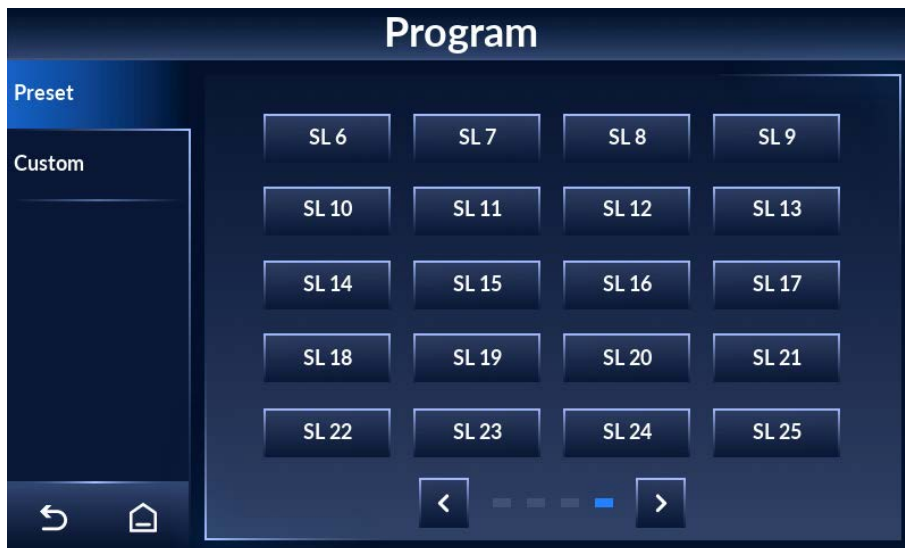 Program
Preset
Custom
SL 6 SL 7 SL 8 SL 9
SL 10 SL 11 SL 12 SL 13
SL 14 SL 15 SL 16 SL 17
SL 18 SL 19 SL 20 SL 21
SL 22 SL 23 SL 24 SL 25